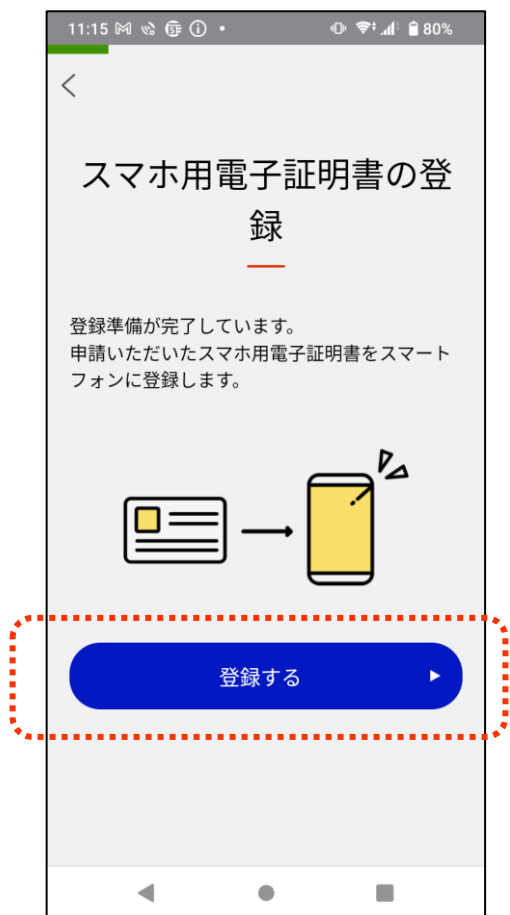 11:15
80%
スマホ用電子証明書の登
録
登録準備が完了しています。
申請いただいたスマホ用電子証明書をスマート
フォンに登録します。
登録する